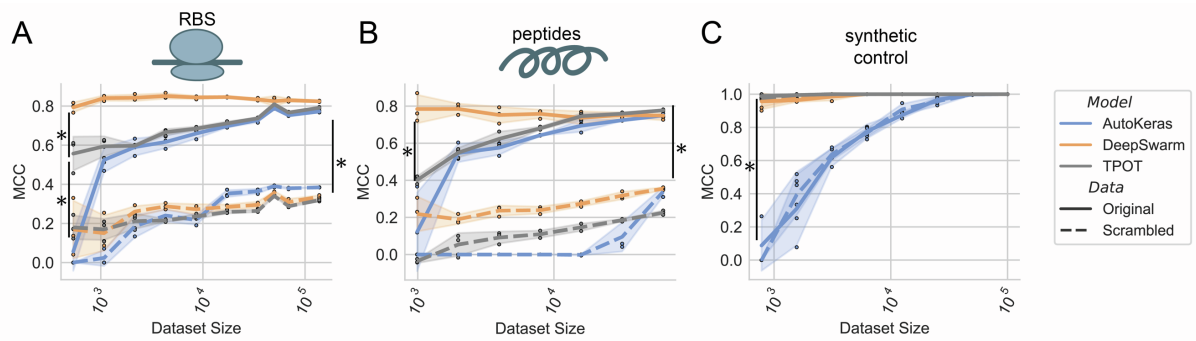 A
RBS
MCC
0.8
0.6
0.4
0.2
0.0
*
*
*
10³
10⁴
10⁵
Dataset Size
B
peptides
MCC
0.8
0.6
0.4
0.2
0.0
*
*
10³
10⁴
Dataset Size
C
synthetic
control
MCC
1.0
0.8
0.6
0.4
0.2
0.0
*
10³
10⁴
10⁵
Dataset Size
Model
AutoKeras
DeepSwarm
TPOT
Data
Original
Scrambled